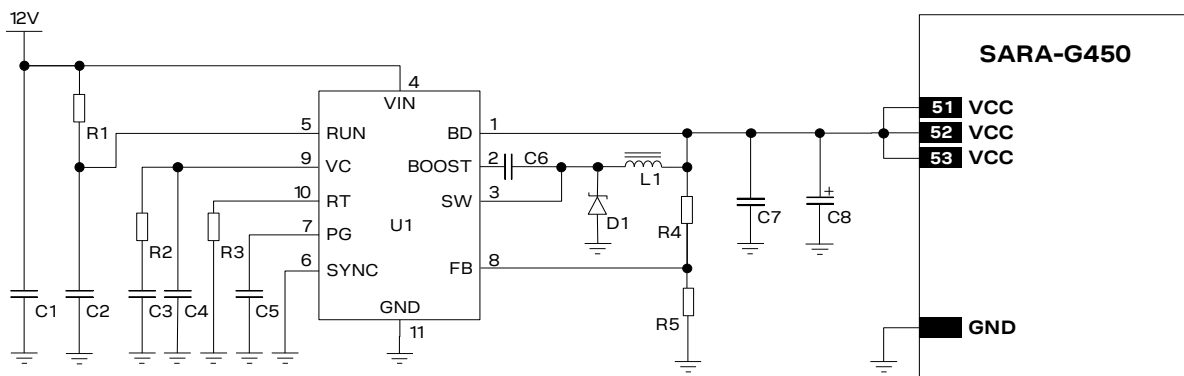 12V
SARA-G450
4
VIN
51 VCC
R1
5 RUN
BD 1
52 VCC
9 VC
BOOST 2 C6
53 VCC
10 RT
SW 3
L1
C7
C8
R2
R3
7 PG
U1
D1
R4
6 SYNC
FB 8
C1
C2
C3
C4
C5
GND
R5
GND
11
+